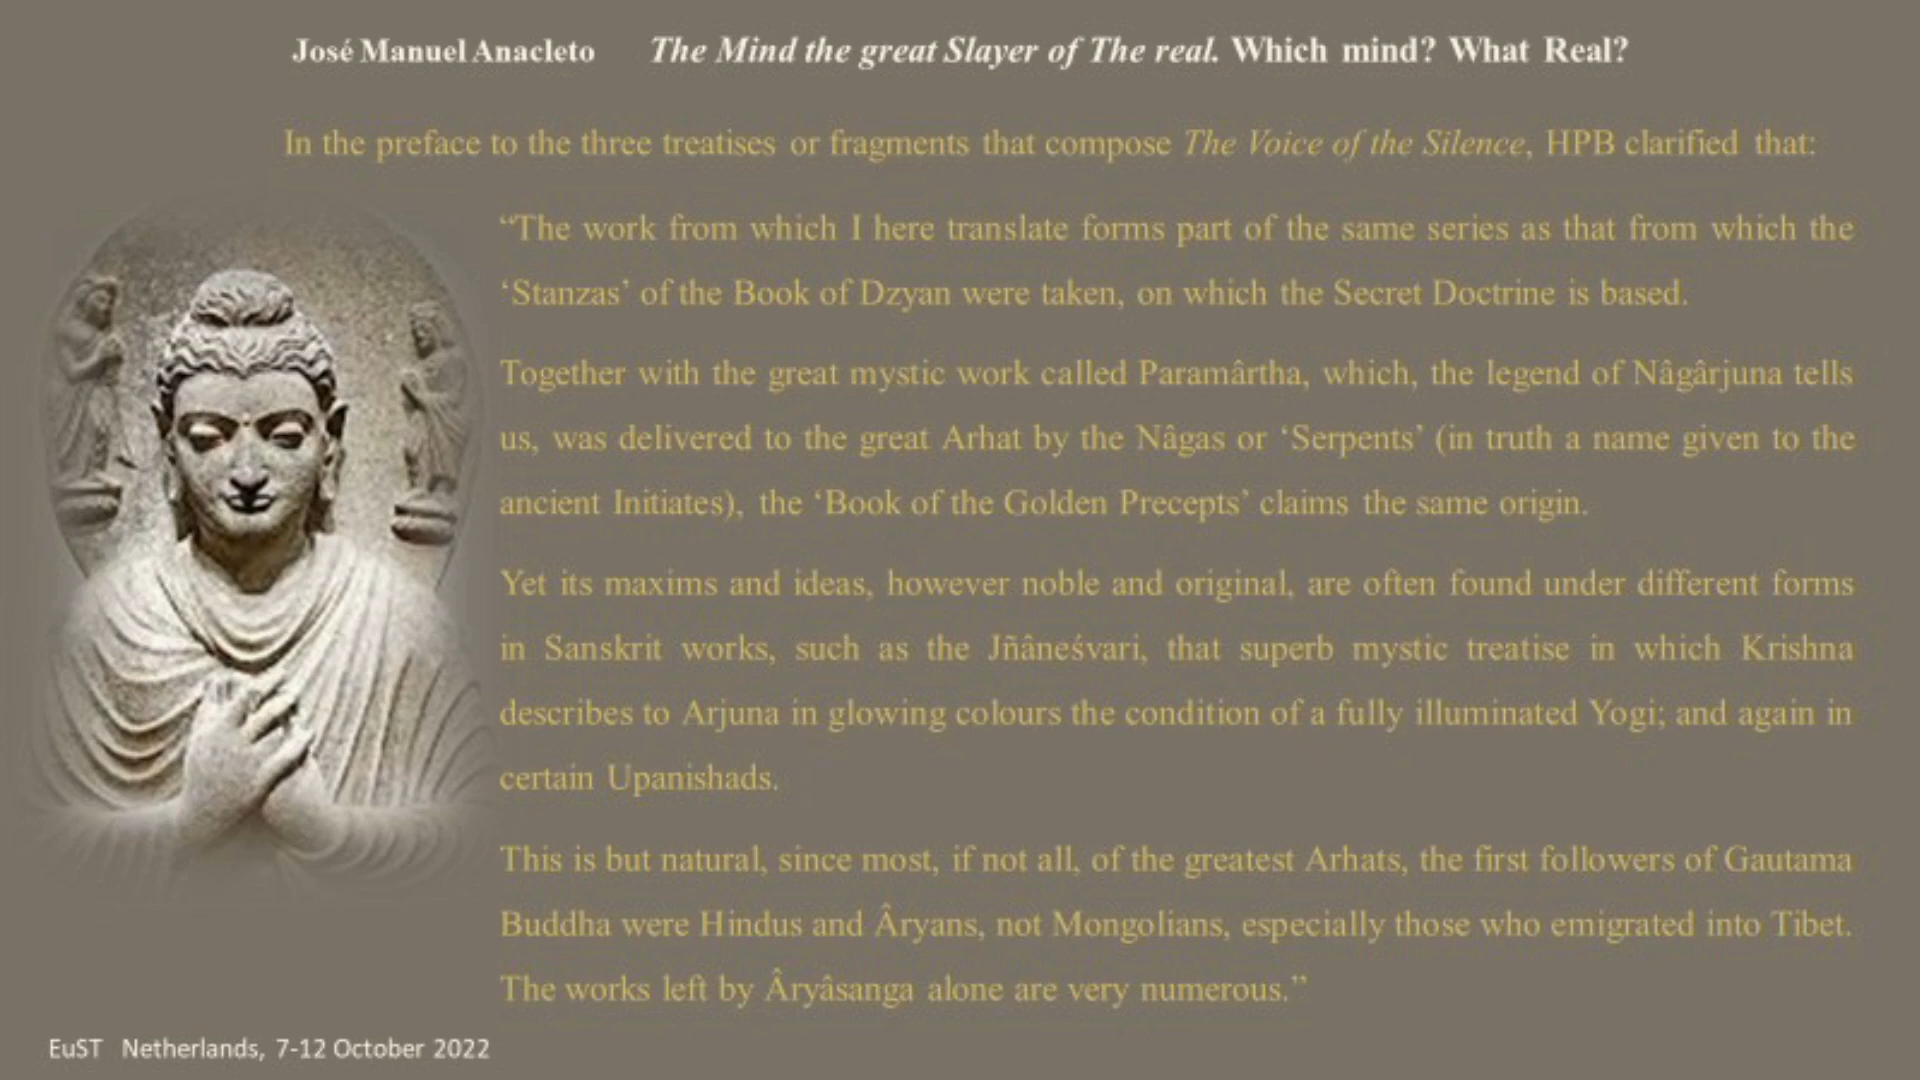 José Manuel Anacleto The Mind the great Slayer of The real. Which mind? What Real?
In the preface to the three treatises or fragments that compose The Voice of the Silence, HPB clarified that:
“The work from which I here translate forms part of the same series as that from which the
‘Stanzas’ of the Book of Dzyan were taken, on which the Secret Doctrine is based.
Together with the great mystic work called Paramârtha, which, the legend of Nâgârjuna tells
us, was delivered to the great Arhat by the Nâgas or ‘Serpents’ (in truth a name given to the
ancient Initiates), the ‘Book of the Golden Precepts’ claims the same origin.
Yet its maxims and ideas, however noble and original, are often found under different forms
in Sanskrit works, such as the Jñâneśvari, that superb mystic treatise in which Krishna
describes to Arjuna in glowing colours the condition of a fully illuminated Yogi; and again in
certain Upanishads.
This is but natural, since most, if not all, of the greatest Arhats, the first followers of Gautama
Buddha were Hindus and Âryans, not Mongolians, especially those who emigrated into Tibet.
The works left by Âryâsanga alone are very numerous.”
EuST Netherlands, 7-12 October 2022